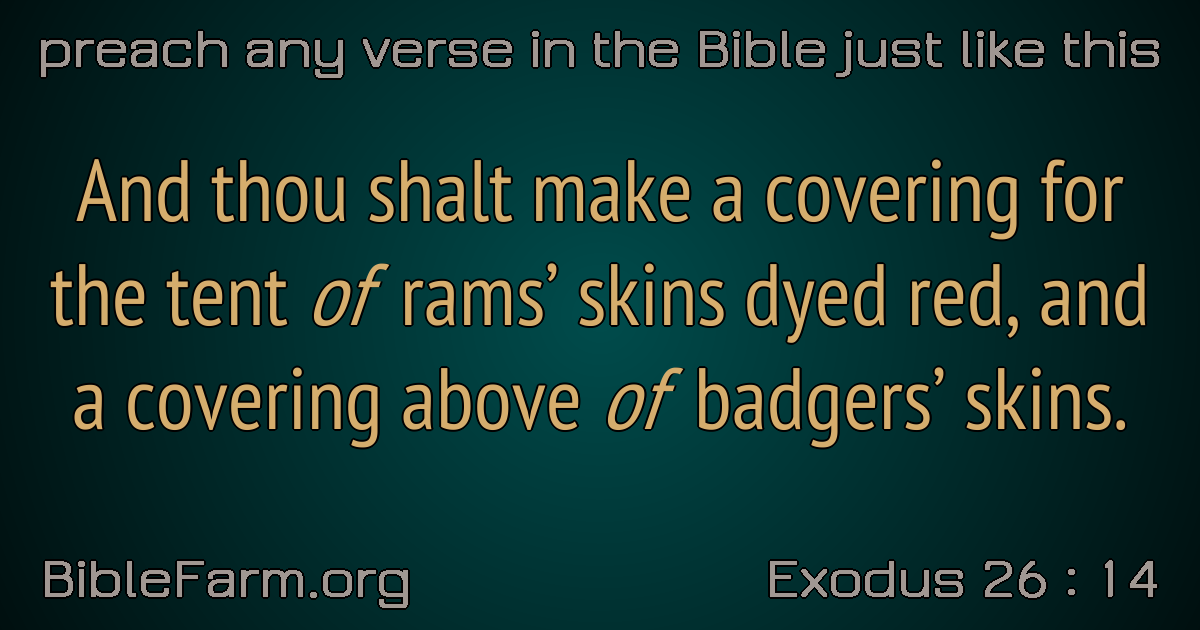 preach any verse in the Bible just like this
And thou shalt make a covering for
the tent of rams’ skins dyed red, and
a covering above of badgers’ skins.
BibleFarm.org
Exodus 26 : 14